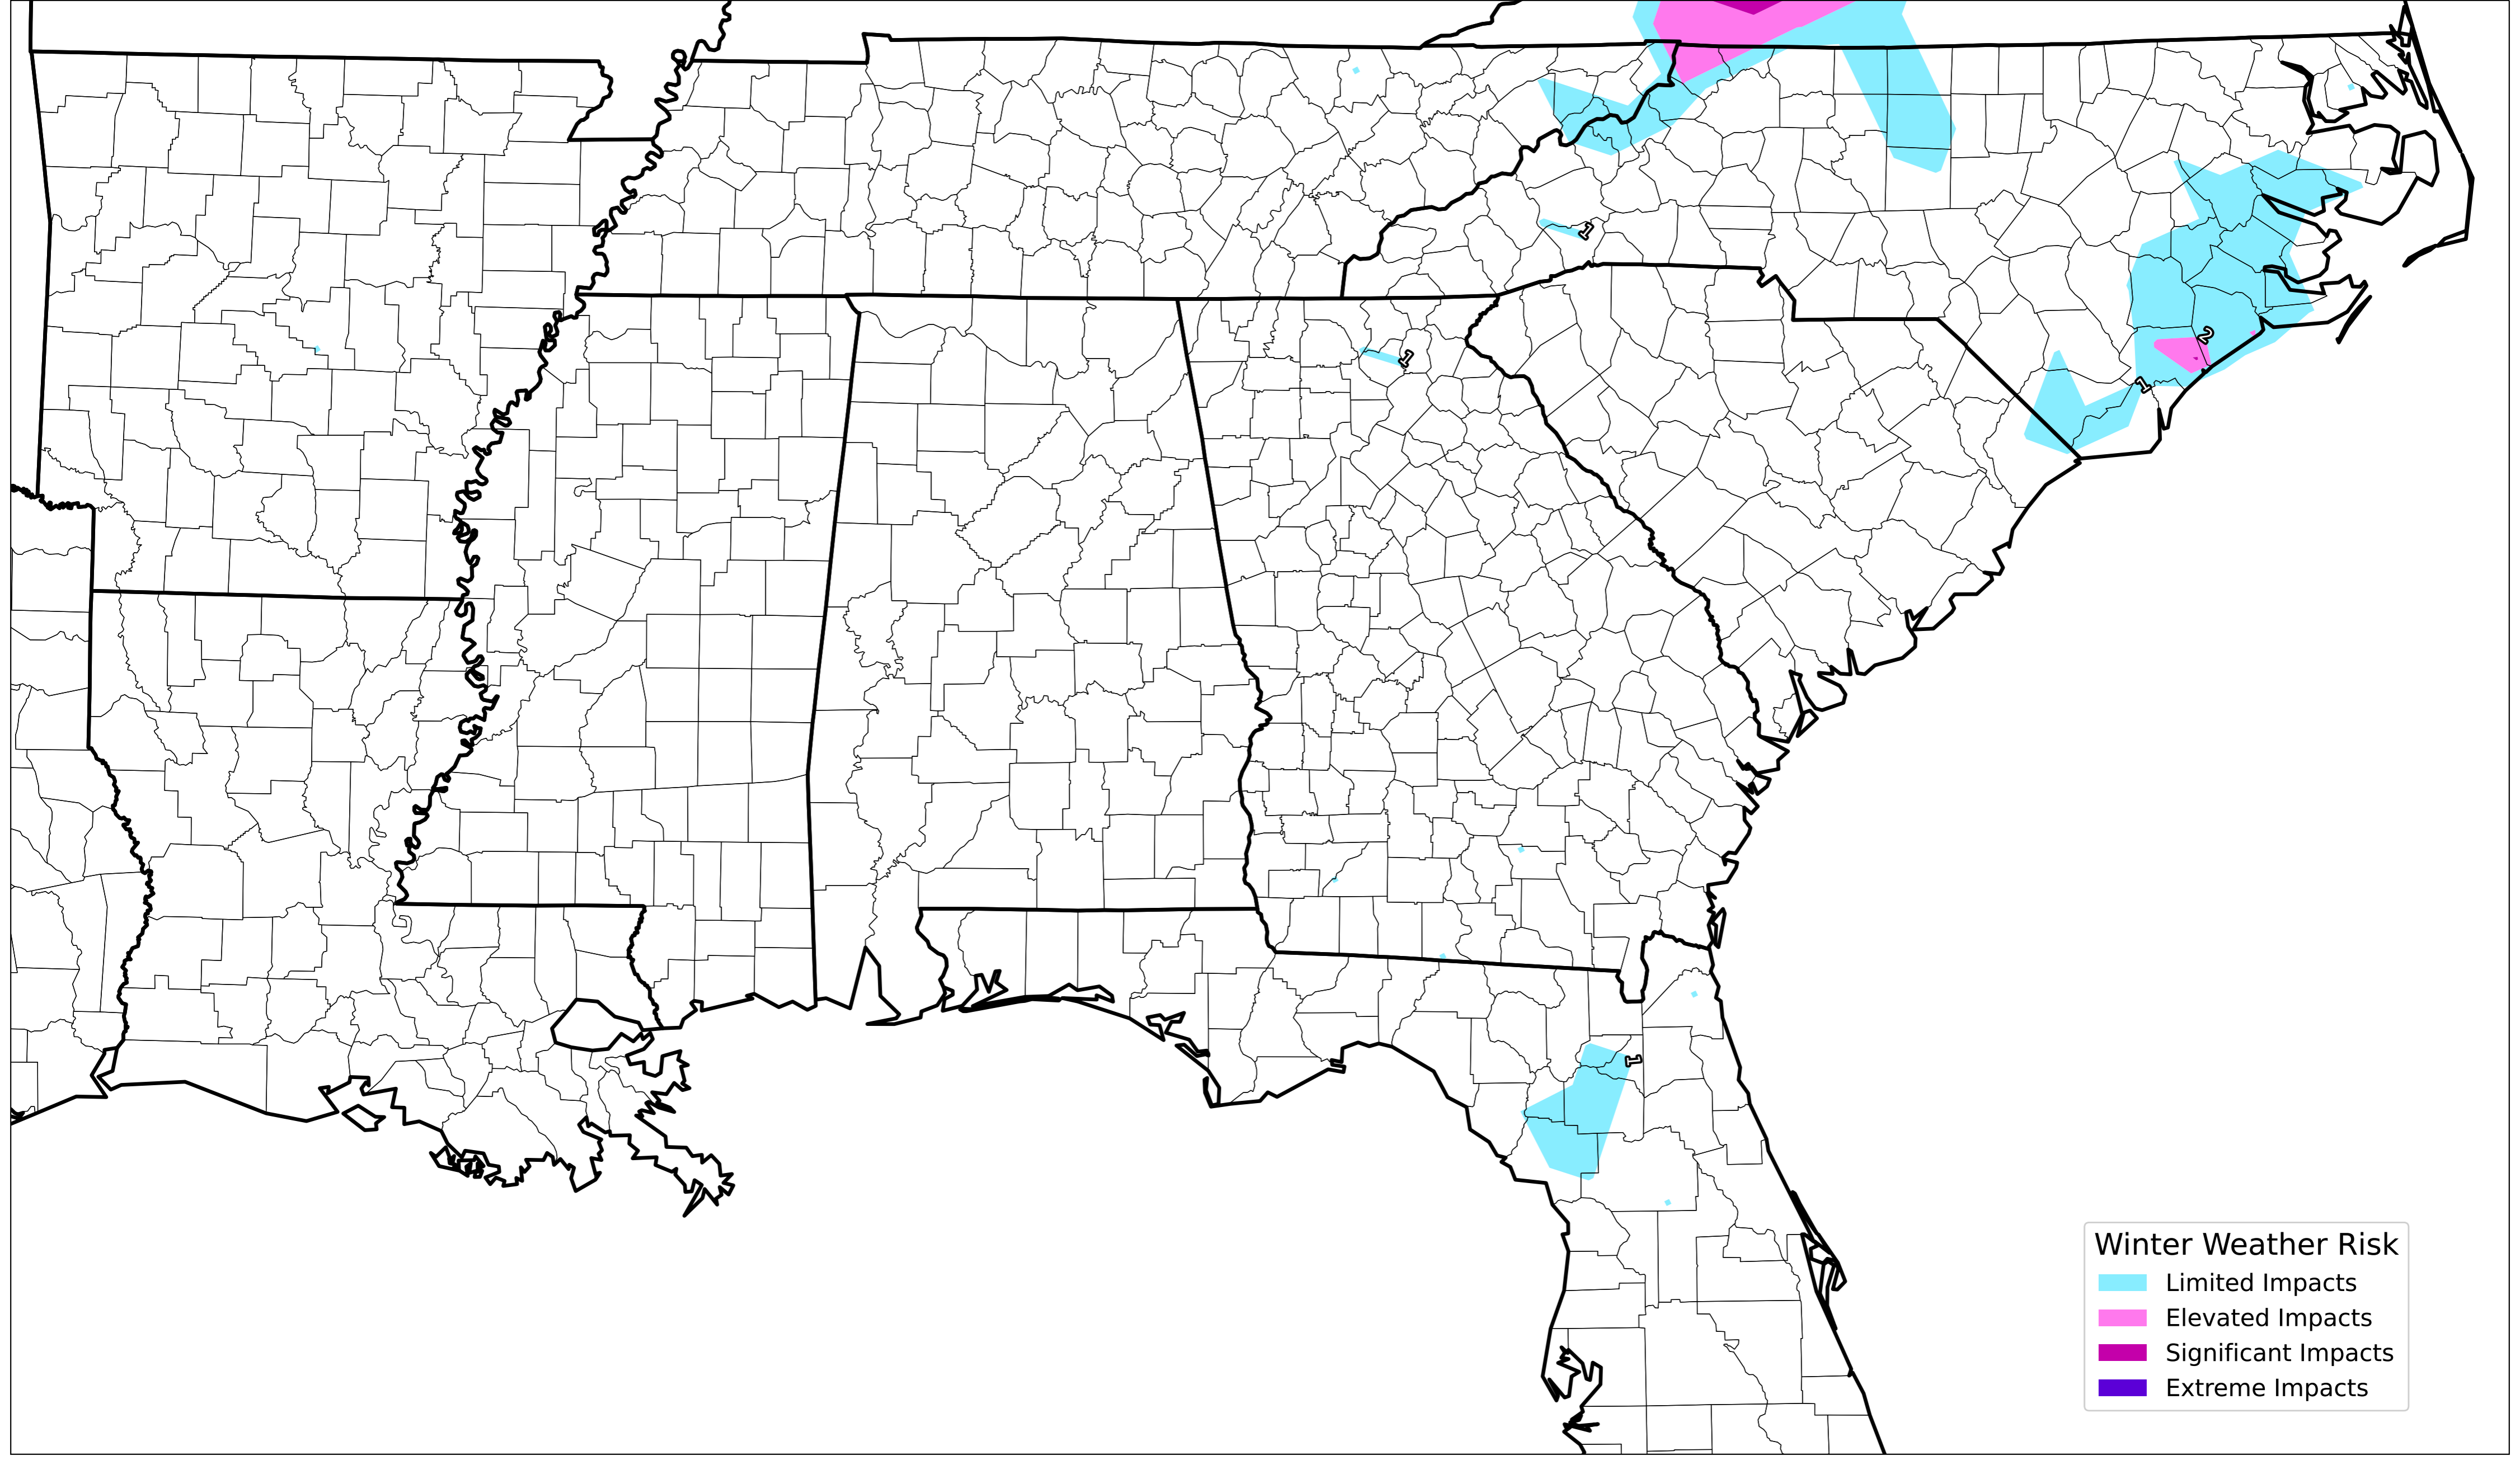 1
1
2
1
1
Winter Weather Risk
Limited Impacts
Elevated Impacts
Significant Impacts
Extreme Impacts